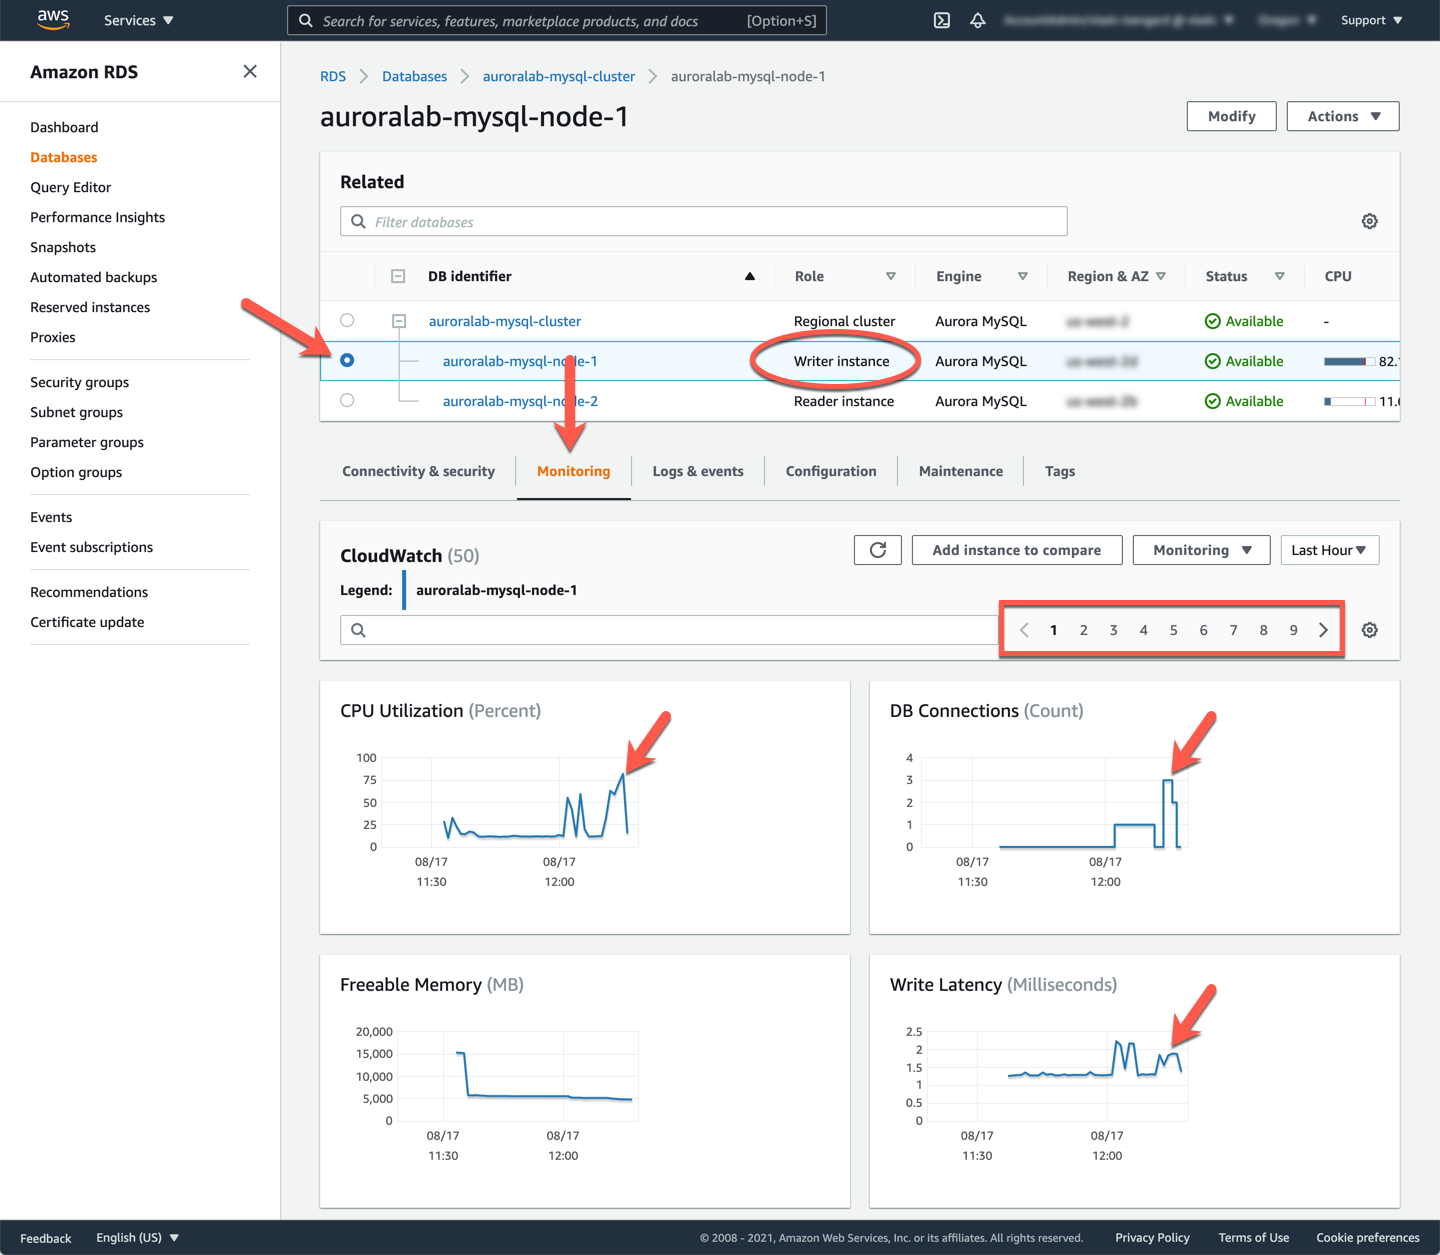 aws Services ▼ Search for services, features, marketplace products, and docs [Option+S] Support ▼
Amazon RDS
Dashboard
Databases
Query Editor
Performance Insights
Snapshots
Automated backups
Reserved instances
Proxies
Security groups
Subnet groups
Parameter groups
Option groups
Events
Event subscriptions
Recommendations
Certificate update
RDS > Databases > auroralab-mysql-cluster > auroralab-mysql-node-1
auroralab-mysql-node-1
Modify Actions ▼
Related
Filter databases
DB identifier ▲ Role ▽ Engine ▽ Region & AZ ▽ Status ▽ CPU
auroralab-mysql-cluster Regional cluster Aurora MySQL Available -
auroralab-mysql-node-1 Writer instance Aurora MySQL Available 82.
auroralab-mysql-node-2 Reader instance Aurora MySQL Available 11.
Connectivity & security Monitoring Logs & events Configuration Maintenance Tags
CloudWatch (50)
Add instance to compare Monitoring ▼ Last Hour ▼
Legend: auroralab-mysql-node-1
< 1 2 3 4 5 6 7 8 9 >
CPU Utilization (Percent)
100
75
50
25
0
08/17 08/17
11:30 12:00
DB Connections (Count)
4
3
2
1
0
08/17 08/17
11:30 12:00
Freeable Memory (MB)
20,000
15,000
10,000
5,000
0
08/17 08/17
11:30 12:00
Write Latency (Milliseconds)
2.5
2
1.5
1
0.5
0
08/17 08/17
11:30 12:00
Feedback English (US) ▼ © 2008 - 2021, Amazon Web Services, Inc. or its affiliates. All rights reserved. Privacy Policy Terms of Use Cookie preferences